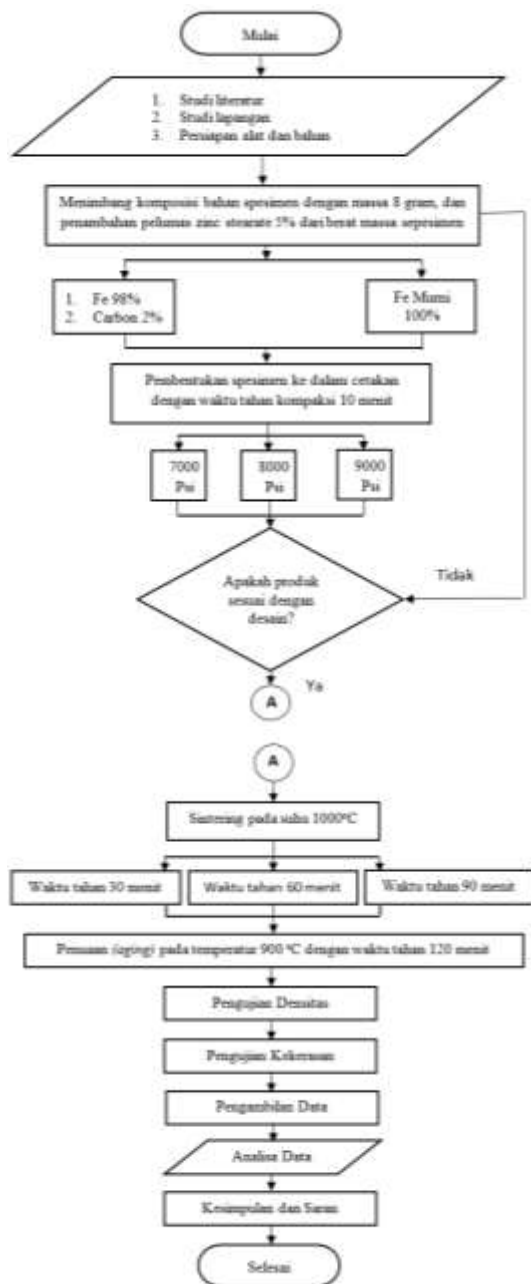 Mulai
1. Studi literatur
2. Studi lapangan
3. Persiapan alat dan bahan
Menimbang komposisi bahan spesimen dengan massa 8 gram, dan
penambahan pelumas zinc stearate 5% dari berat massa sepesimen
1. Fe 98%
2. Carbon 2%
Fe Murni
100%
Pembentukan spesimen ke dalam cetakan
dengan waktu tahan kompaksi 10 menit
7000
Psi
8000
Psi
9000
Psi
Apakah produk
sesuai dengan
desain?
Tidak
Ya
A
A
Sintering pada suhu 1000°C
Waktu tahan 30 menit
Waktu tahan 60 menit
Waktu tahan 90 menit
Penuaan (aging) pada temperatur 900 °C dengan waktu tahan 120 menit
Pengujian Densitas
Pengujian Kekerasan
Pengambilan Data
Analisa Data
Kesimpulan dan Saran
Selesai